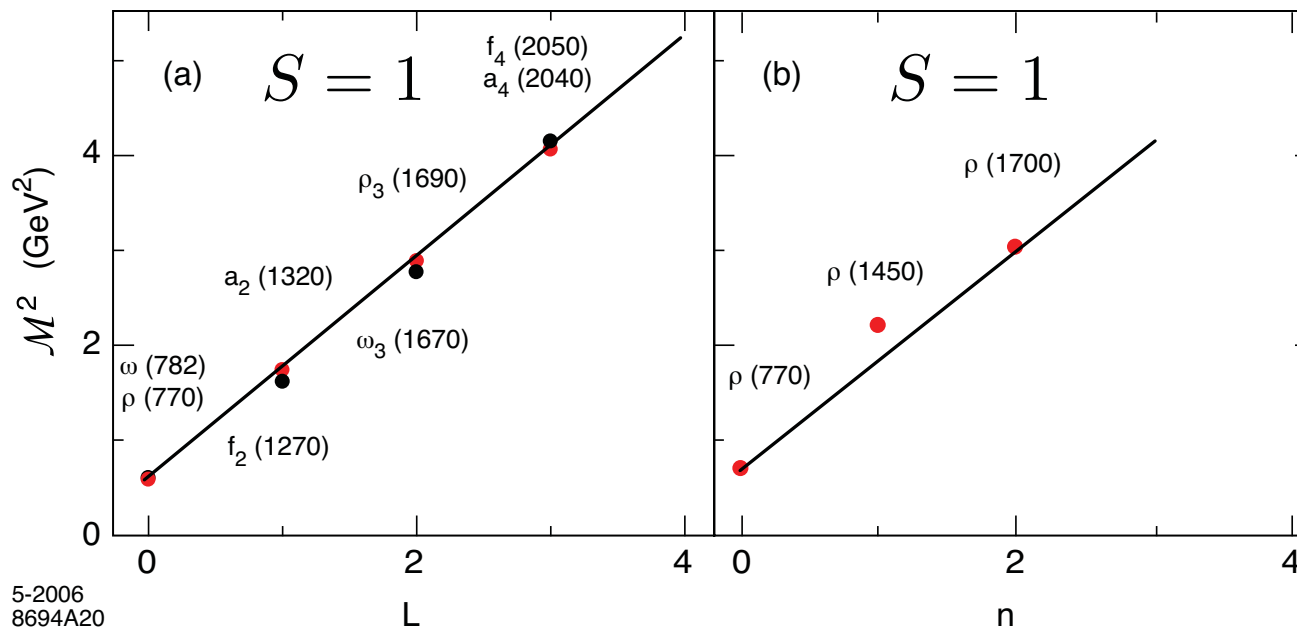 (a)
S = 1
f₄ (2050)
a₄ (2040)
ρ₃ (1690)
a₂ (1320)
ω₃ (1670)
ω (782)
ρ (770)
f₂ (1270)
ℳ² (GeV²)
4
2
0
0 2 4
L
(b)
S = 1
ρ (1700)
ρ (1450)
ρ (770)
0 2 4
n
5-2006
8694A20